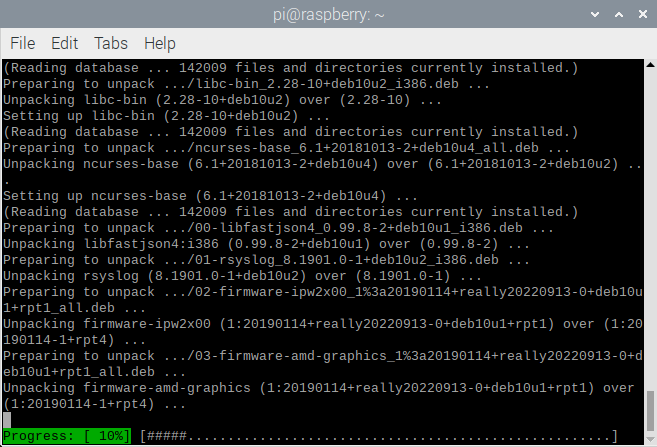 pi@raspberry: ~
File Edit Tabs Help
(Reading database ... 142009 files and directories currently installed.)
Preparing to unpack .../libc-bin_2.28-10+deb10u2_i386.deb ...
Unpacking libc-bin (2.28-10+deb10u2) over (2.28-10) ...
Setting up libc-bin (2.28-10+deb10u2) ...
(Reading database ... 142009 files and directories currently installed.)
Preparing to unpack .../ncurses-base_6.1+20181013-2+deb10u4_all.deb ...
Unpacking ncurses-base (6.1+20181013-2+deb10u4) over (6.1+20181013-2+deb10u2) ..
.
Setting up ncurses-base (6.1+20181013-2+deb10u4) ...
(Reading database ... 142009 files and directories currently installed.)
Preparing to unpack .../00-libfastjson4_0.99.8-2+deb10u1_i386.deb ...
Unpacking libfastjson4:i386 (0.99.8-2+deb10u1) over (0.99.8-2) ...
Preparing to unpack .../01-rsyslog_8.1901.0-1+deb10u2_i386.deb ...
Unpacking rsyslog (8.1901.0-1+deb10u2) over (8.1901.0-1) ...
Preparing to unpack .../02-firmware-ipw2x00_1%3a20190114+really20220913-0+deb10u
1+rpt1_all.deb ...
Unpacking firmware-ipw2x00 (1:20190114+really20220913-0+deb10u1+rpt1) over (1:20
190114-1+rpt4) ...
Preparing to unpack .../03-firmware-amd-graphics_1%3a20190114+really20220913-0+d
eb10u1+rpt1_all.deb ...
Unpacking firmware-amd-graphics (1:20190114+really20220913-0+deb10u1+rpt1) over 
(1:20190114-1+rpt4) ...
Progress: [ 10%] [#####.....................................................]